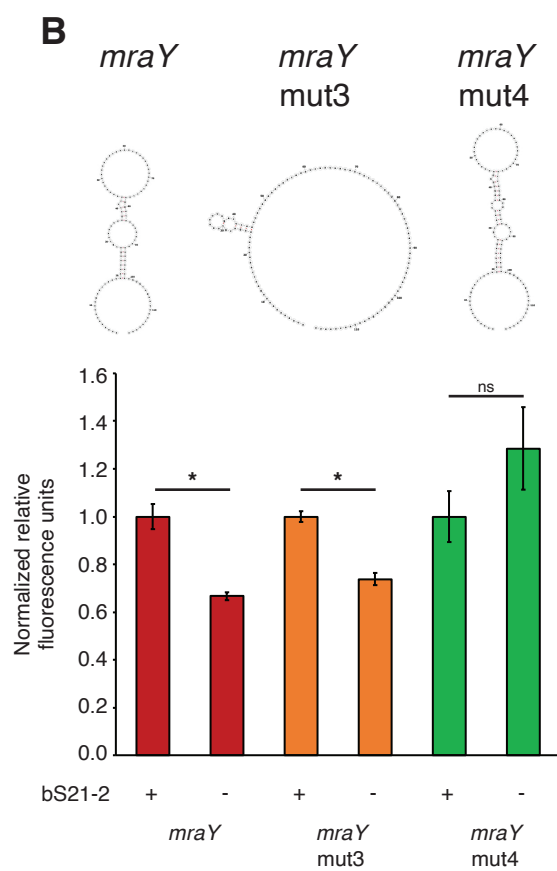 B
mraY mraY mraY
mut3 mut4
1.6
1.4
1.2
1.0
0.8
0.6
0.4
0.2
0.0
Normalized relative
fluorescence units
* * ns
bS21-2 + - + - + -
mraY mraY mraY
mut3 mut4